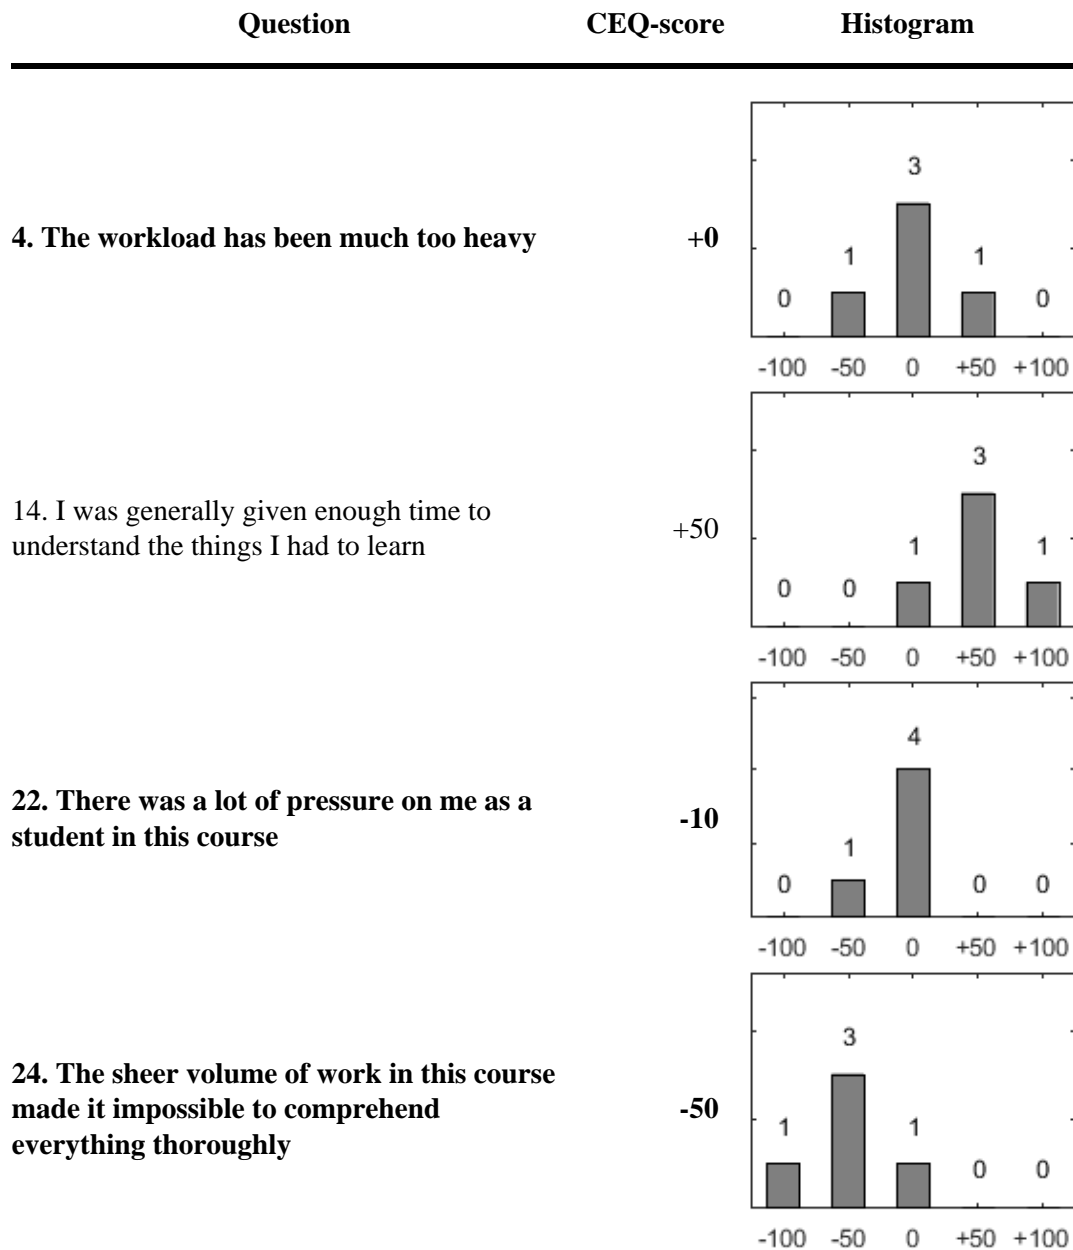 Question CEQ-score Histogram
3
4. The workload has been much too heavy +0
1 1
0 0
-100 -50 0 +50 +100
3
14. I was generally given enough time to
understand the things I had to learn
+50
1 1
0 0
-100 -50 0 +50 +100
4
22. There was a lot of pressure on me as a
student in this course
-10
1
0 0 0
-100 -50 0 +50 +100
3
24. The sheer volume of work in this course
made it impossible to comprehend
everything thoroughly
-50
1 1
0 0
-100 -50 0 +50 +100